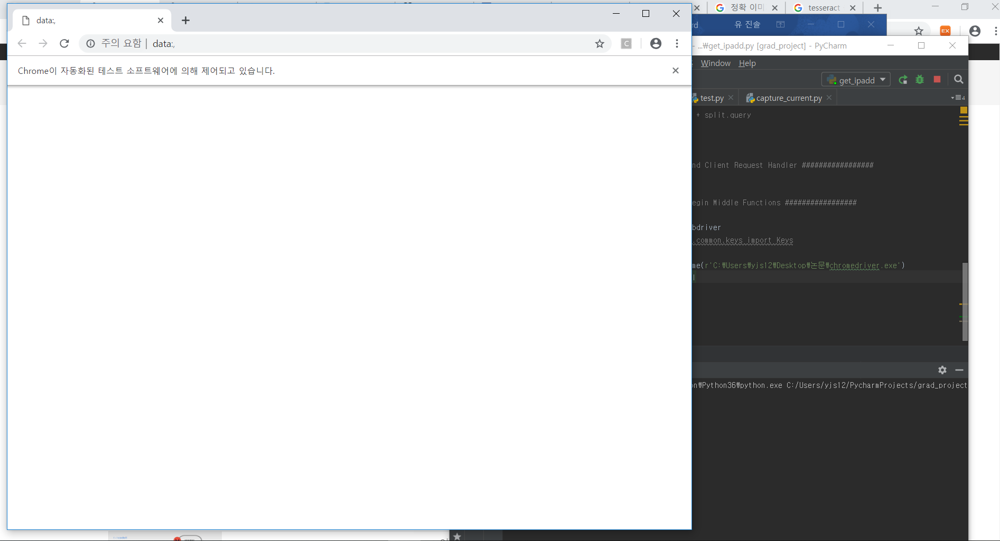 data:,
주의 요함 | data:,
Chrome이 자동화된 테스트 소프트웨어에 의해 제어되고 있습니다.
정확 이미
tesseract
rd
유 진솔
EX
C
- ...₩get_ipadd.py [grad_project] - PyCharm
Window Help
get_ipadd
test.py
capture_current.py
4
+ split.query
nd Client Request Handler #################
egin Middle Functions #################
bdriver
.common.keys import Keys
me(r'C:₩Users₩yjs12₩Desktop₩논문₩chromedriver.exe')
on₩Python36₩python.exe C:/Users/yjs12/PycharmProjects/grad_project